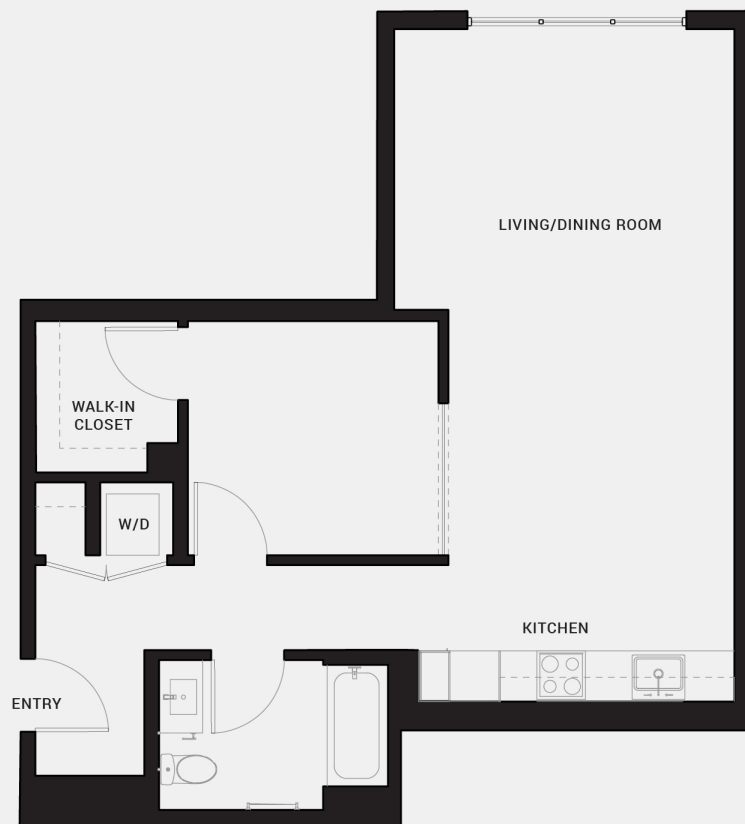 LIVING/DINING ROOM
WALK-IN
CLOSET
W/D
KITCHEN
ENTRY